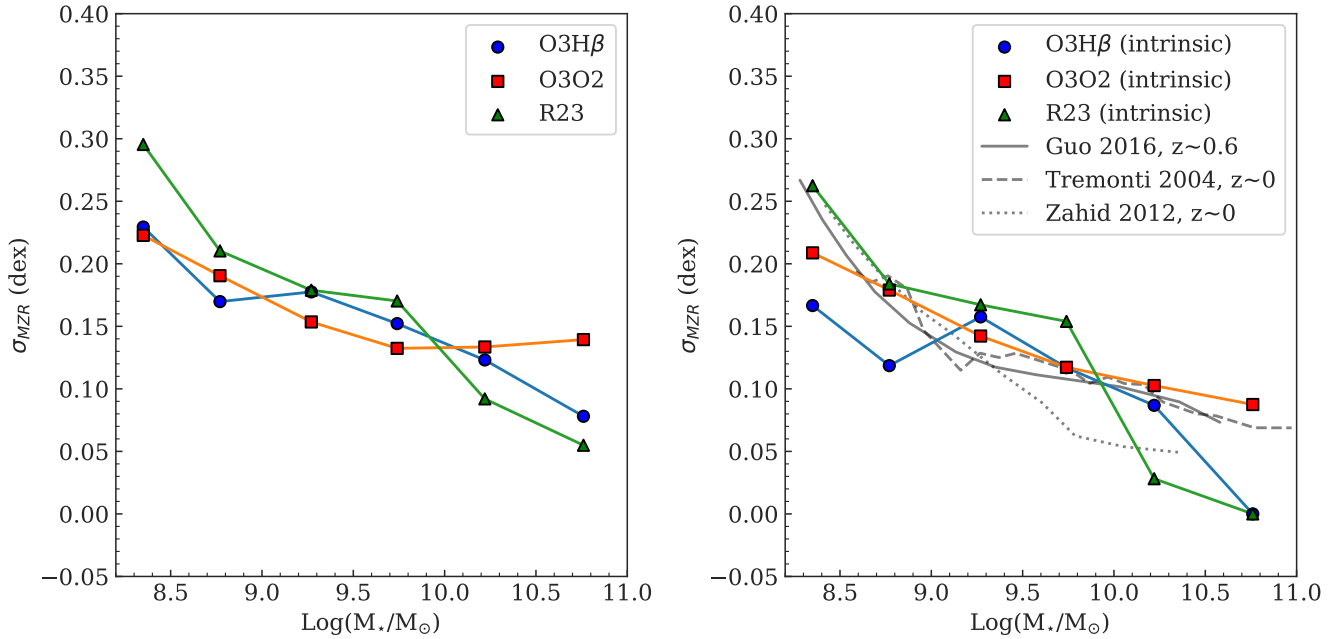 0.40
0.35
0.30
0.25
0.20
0.15
0.10
0.05
0.00
−0.05
σ_MZR (dex)
8.5 9.0 9.5 10.0 10.5 11.0
Log(M⋆/M⊙)
O3Hβ
O3O2
R23
0.40
0.35
0.30
0.25
0.20
0.15
0.10
0.05
0.00
−0.05
σ_MZR (dex)
8.5 9.0 9.5 10.0 10.5 11.0
Log(M⋆/M⊙)
O3Hβ (intrinsic)
O3O2 (intrinsic)
R23 (intrinsic)
Guo 2016, z~0.6
Tremonti 2004, z~0
Zahid 2012, z~0